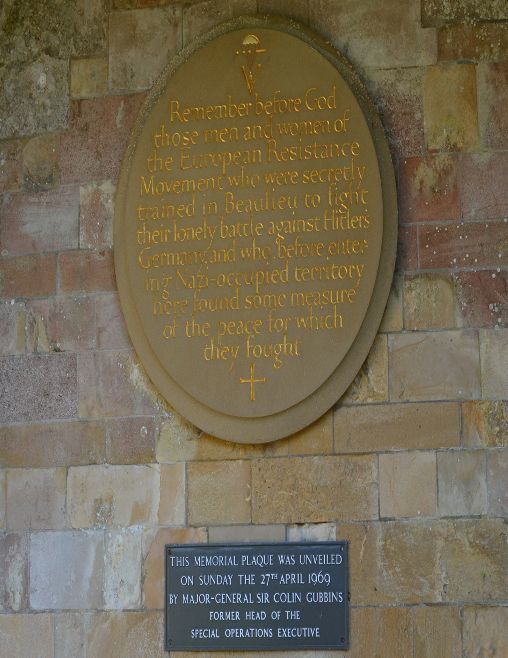 Remember before God
those men and women of
the European Resistance
Movement who were secretly
trained in Beaulieu to fight
their lonely battle against Hitler's
Germany and who, before enter-
ing Nazi-occupied territory
here found some measure
of the peace for which
they fought
THIS MEMORIAL PLAQUE WAS UNVEILED
ON SUNDAY THE 27TH APRIL 1969
BY MAJOR-GENERAL SIR COLIN GUBBINS
FORMER HEAD OF THE
SPECIAL OPERATIONS EXECUTIVE